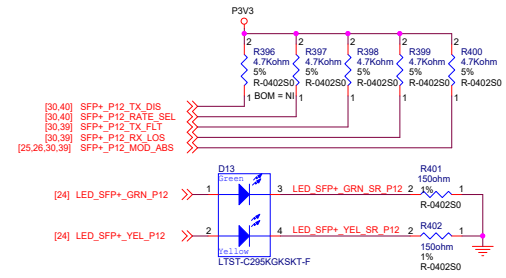 P3V3
2 2 2 2 2
R396 R397 R398 R399 R400
4.7Kohm 4.7Kohm 4.7Kohm 4.7Kohm 4.7Kohm
5% 5% 5% 5% 5%
R-0402S0 R-0402S0 R-0402S0 R-0402S0 R-0402S0
1 BOM = NI 1 1 1 1
[30,40] SFP+_P12_TX_DIS
[30,40] SFP+_P12_RATE_SEL
[30,39] SFP+_P12_TX_FLT
[30,39] SFP+_P12_RX_LOS
[25,26,30,39] SFP+_P12_MOD_ABS
D13 R401
Green 150ohm
[24] LED_SFP+_GRN_P12 1 3 LED_SFP+_GRN_SR_P12 2 1% 1
R-0402S0
R402
[24] LED_SFP+_YEL_P12 2 4 LED_SFP+_YEL_SR_P12 2 1
Yellow 150ohm
LTST-C295KGKSKT-F 1%
R-0402S0